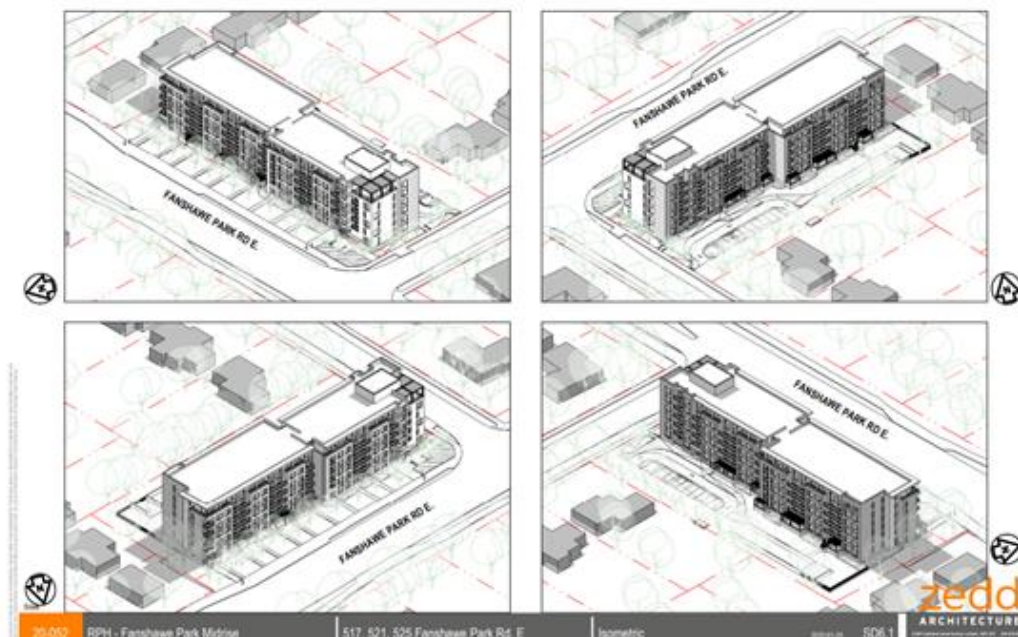 FANSHAWE PARK RD E.
FANSHAWE PARK RD E.
FANSHAWE PARK RD E.
FANSHAWE PARK RD E.
20-052 RPH - Fanshawe Park Midrise 517, 521, 525 Fanshawe Park Rd. E Isometric SD6.1
zedd
ARCHITECTURE